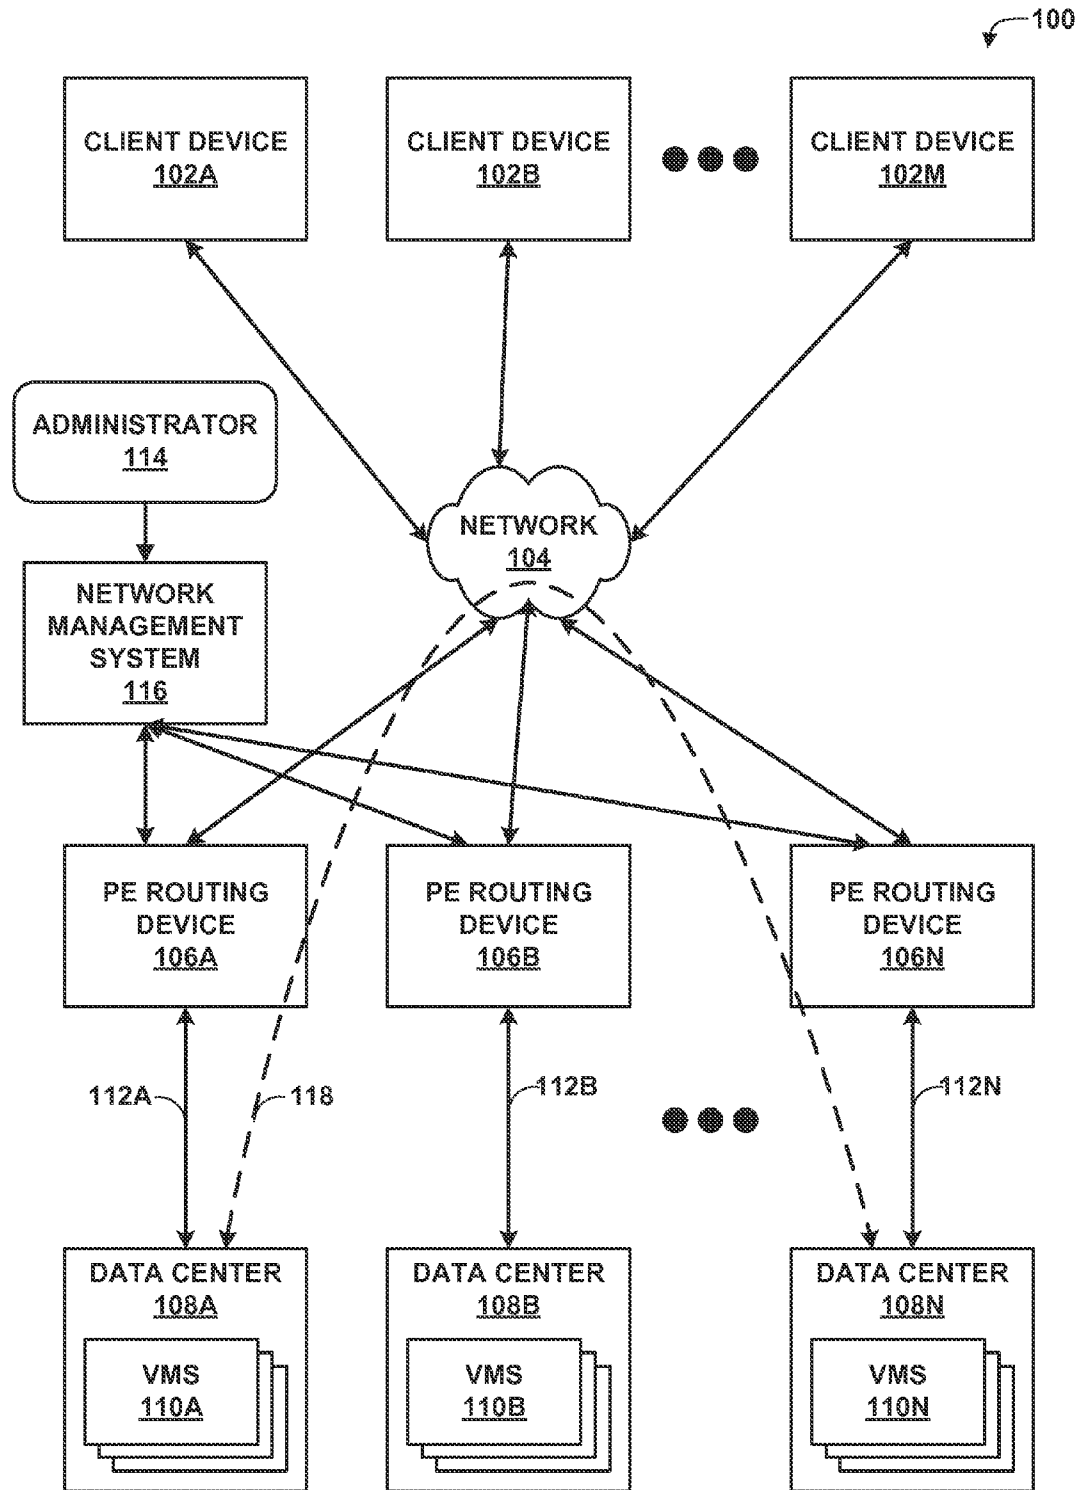 100
CLIENT DEVICE
102A
CLIENT DEVICE
102B
CLIENT DEVICE
102M
ADMINISTRATOR
114
NETWORK
104
NETWORK
MANAGEMENT
SYSTEM
116
PE ROUTING
DEVICE
106A
PE ROUTING
DEVICE
106B
PE ROUTING
DEVICE
106N
112A
118
112B
112N
DATA CENTER
108A
VMS
110A
DATA CENTER
108B
VMS
110B
DATA CENTER
108N
VMS
110N